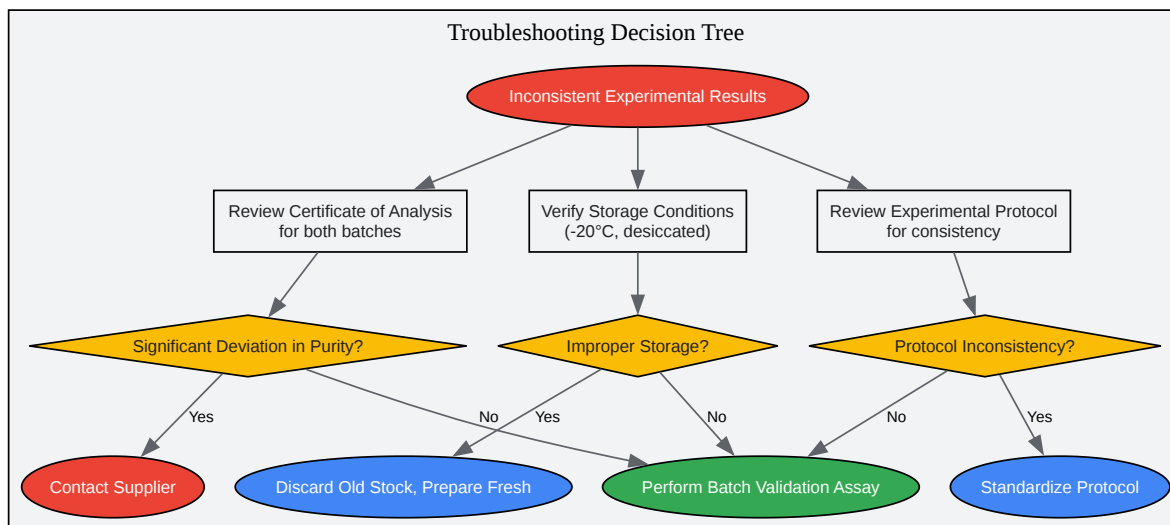 Troubleshooting Decision Tree
Inconsistent Experimental Results
Review Certificate of Analysis
for both batches
Verify Storage Conditions
(-20°C, desiccated)
Review Experimental Protocol
for consistency
Significant Deviation in Purity?
Improper Storage?
Protocol Inconsistency?
Yes
No
Yes
No
No
Yes
Contact Supplier
Discard Old Stock, Prepare Fresh
Perform Batch Validation Assay
Standardize Protocol